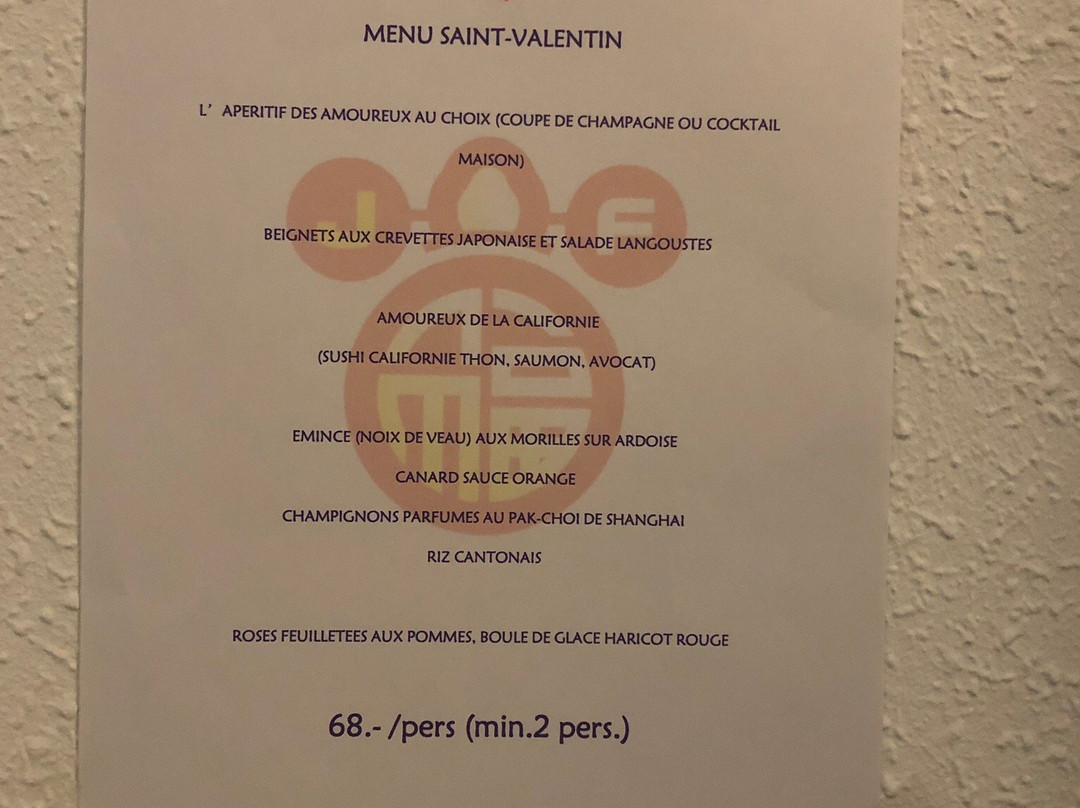 MENU SAINT-VALENTIN
L’ APERITIF DES AMOUREUX AU CHOIX (COUPE DE CHAMPAGNE OU COCKTAIL
MAISON)
J F
BEIGNETS AUX CREVETTES JAPONAISE ET SALADE LANGOUSTES
AMOUREUX DE LA CALIFORNIE
(SUSHI CALIFORNIE THON, SAUMON, AVOCAT)
EMINCE (NOIX DE VEAU) AUX MORILLES SUR ARDOISE
CANARD SAUCE ORANGE
CHAMPIGNONS PARFUMES AU PAK-CHOI DE SHANGHAI
RIZ CANTONAIS
ROSES FEUILLETEES AUX POMMES, BOULE DE GLACE HARICOT ROUGE
68.- /pers (min.2 pers.)